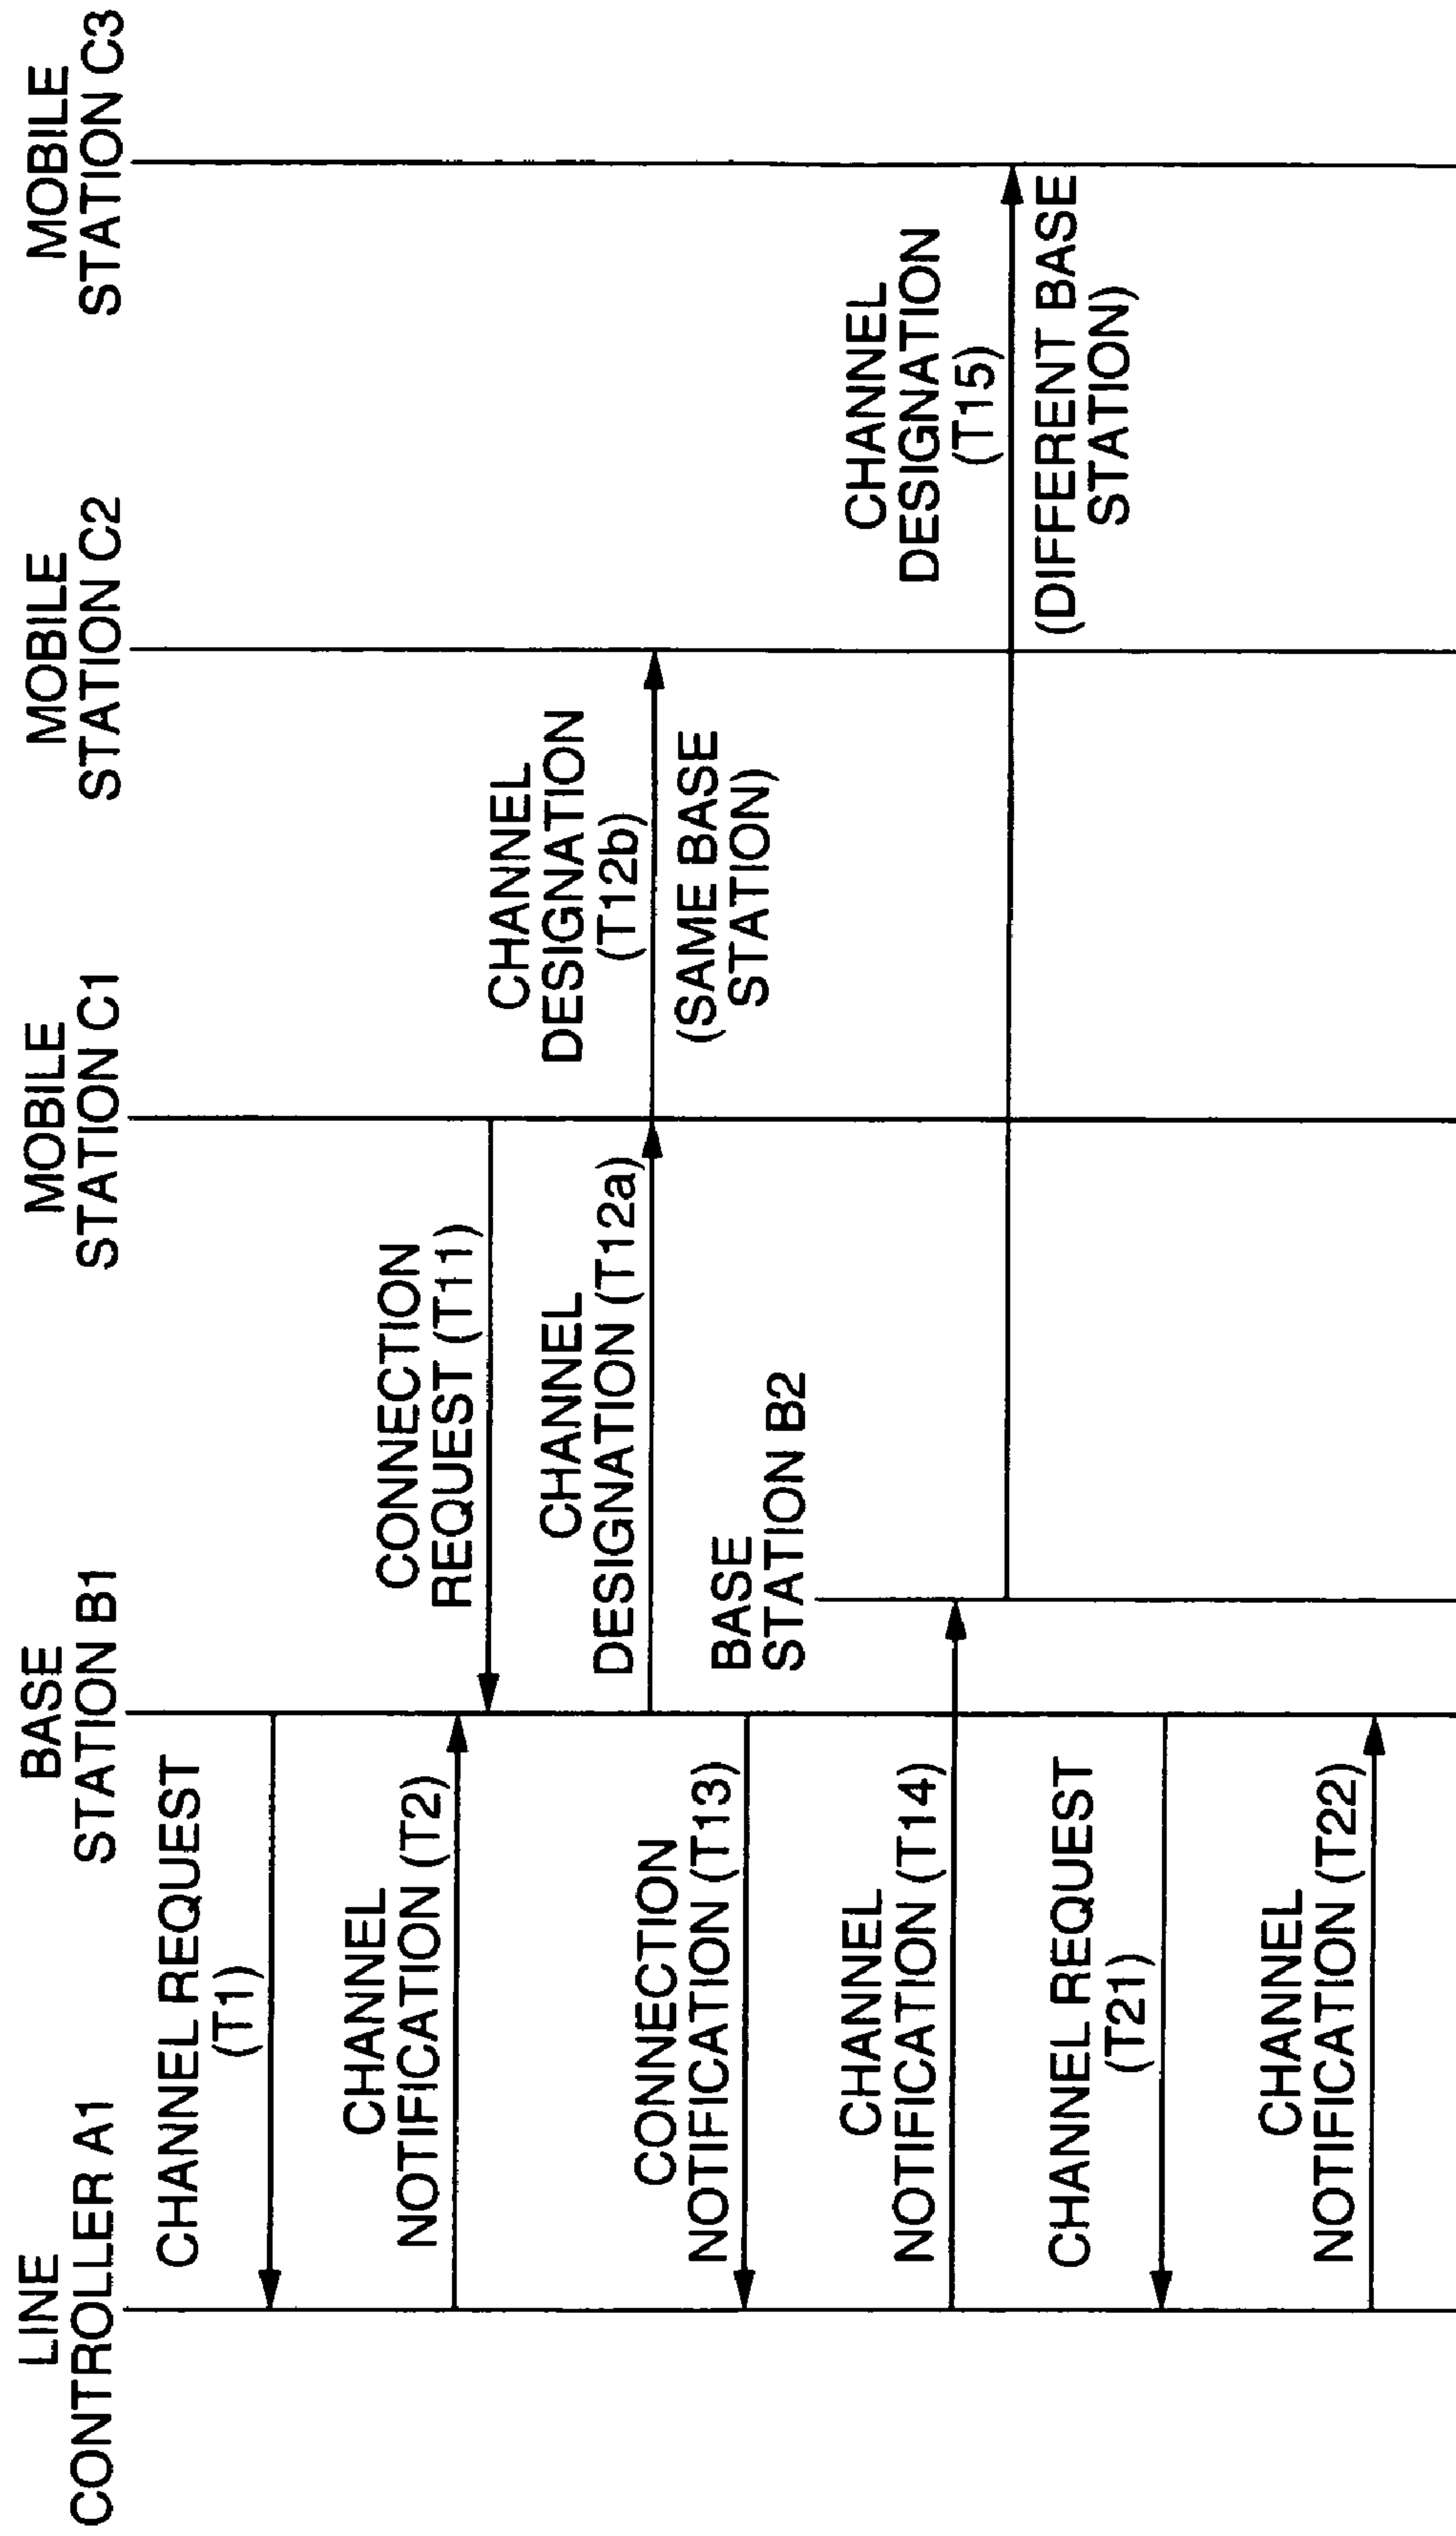 LINE
CONTROLLER A1
BASE
STATION B1
MOBILE
STATION C1
MOBILE
STATION C2
MOBILE
STATION C3
CHANNEL REQUEST
(T1)
CHANNEL
NOTIFICATION (T2)
CONNECTION
REQUEST (T11)
CHANNEL
DESIGNATION (T12a)
CHANNEL
DESIGNATION
(T12b)
(SAME BASE
STATION)
CONNECTION
NOTIFICATION (T13)
BASE
STATION B2
CHANNEL
NOTIFICATION (T14)
CHANNEL
DESIGNATION
(T15)
(DIFFERENT BASE
STATION)
CHANNEL REQUEST
(T21)
CHANNEL
NOTIFICATION (T22)